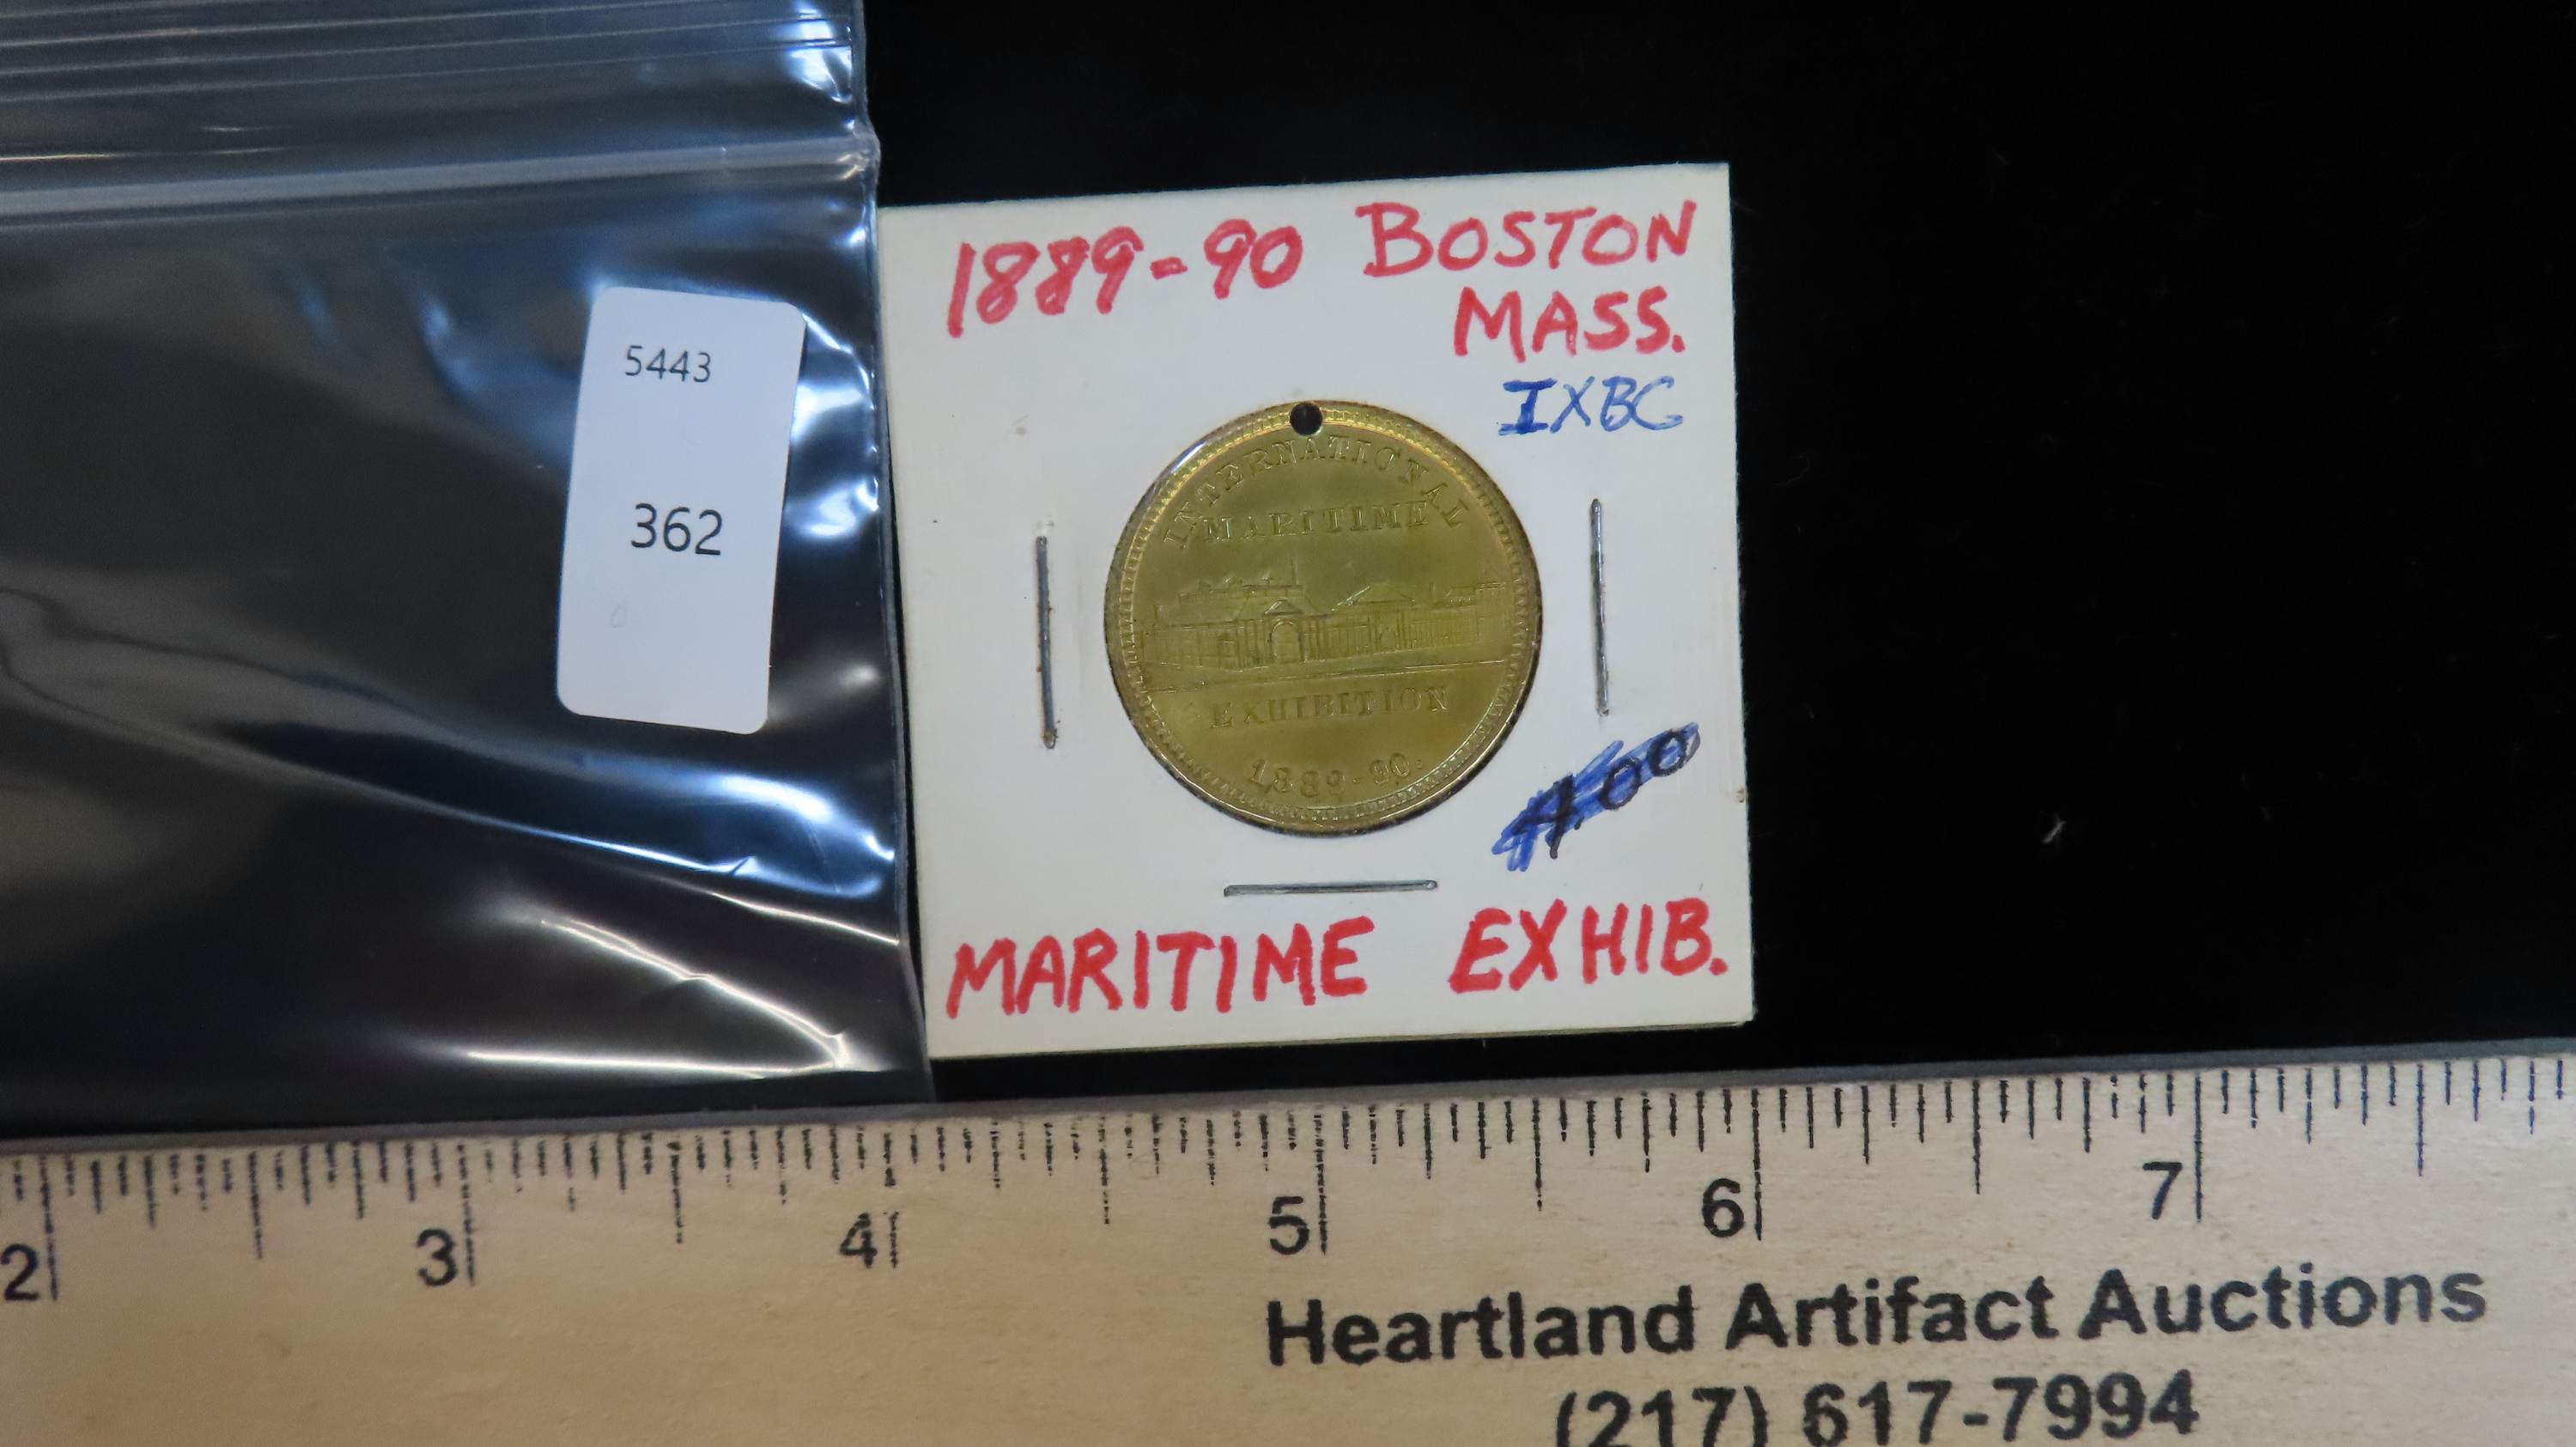 5443
362
1889-90 BOSTON
MASS.
IXBC
INTERNATIONAL
MARITIME
EXHIBITION
1889-90.
MARITIME EXHIB.
2 3 4 5 6 7
Heartland Artifact Auctions
(217) 617-7994